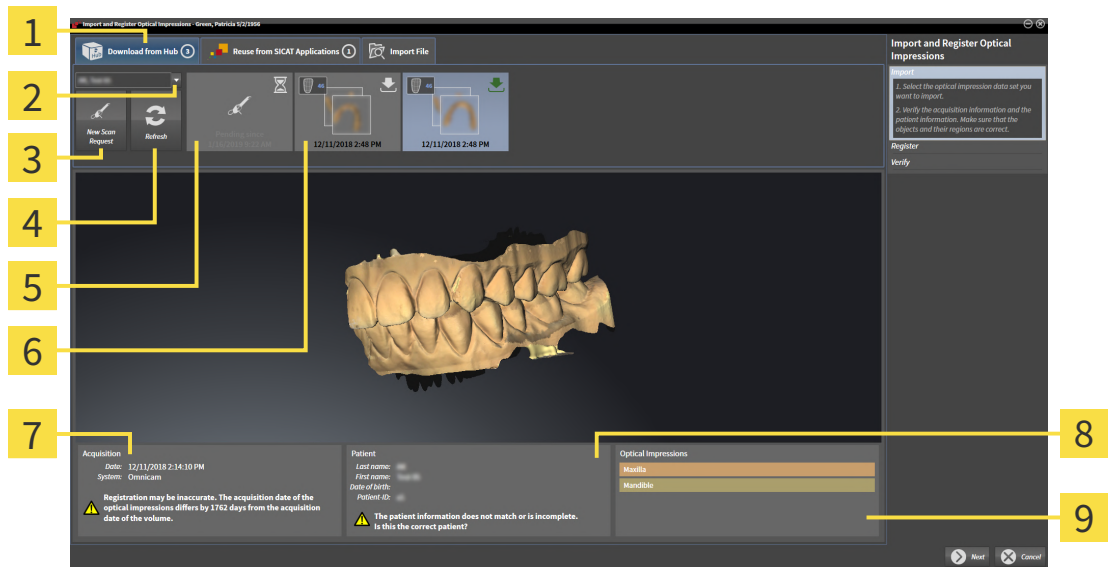 Import and Register Optical Impressions - Green, Patricia 5/2/1956
1
2
3
4
5
6
7
8
9
Download from Hub 3
Reuse from SICAT Applications 1
Import File
Hub
New Scan
Request
Refresh
Pending scan
46
12/11/2018 2:48 PM
46
12/11/2018 2:48 PM
Import and Register Optical
Impressions
Import
1. Select the optical impression data set you
want to import.
2. Verify the acquisition information and the
patient information. Make sure that the
objects and their regions are correct.
Register
Verify
Acquisition
Date: 12/11/2018 2:14:10 PM
System: Omnicam
Registration may be inaccurate. The acquisition date of the
optical impressions differs by 1762 days from the acquisition
date of the volume.
Patient
Last name:
First name:
Date of birth:
Patient-ID:
The patient information does not match or is incomplete.
Is this the correct patient?
Optical Impressions
Maxilla
Mandible
Next
Cancel